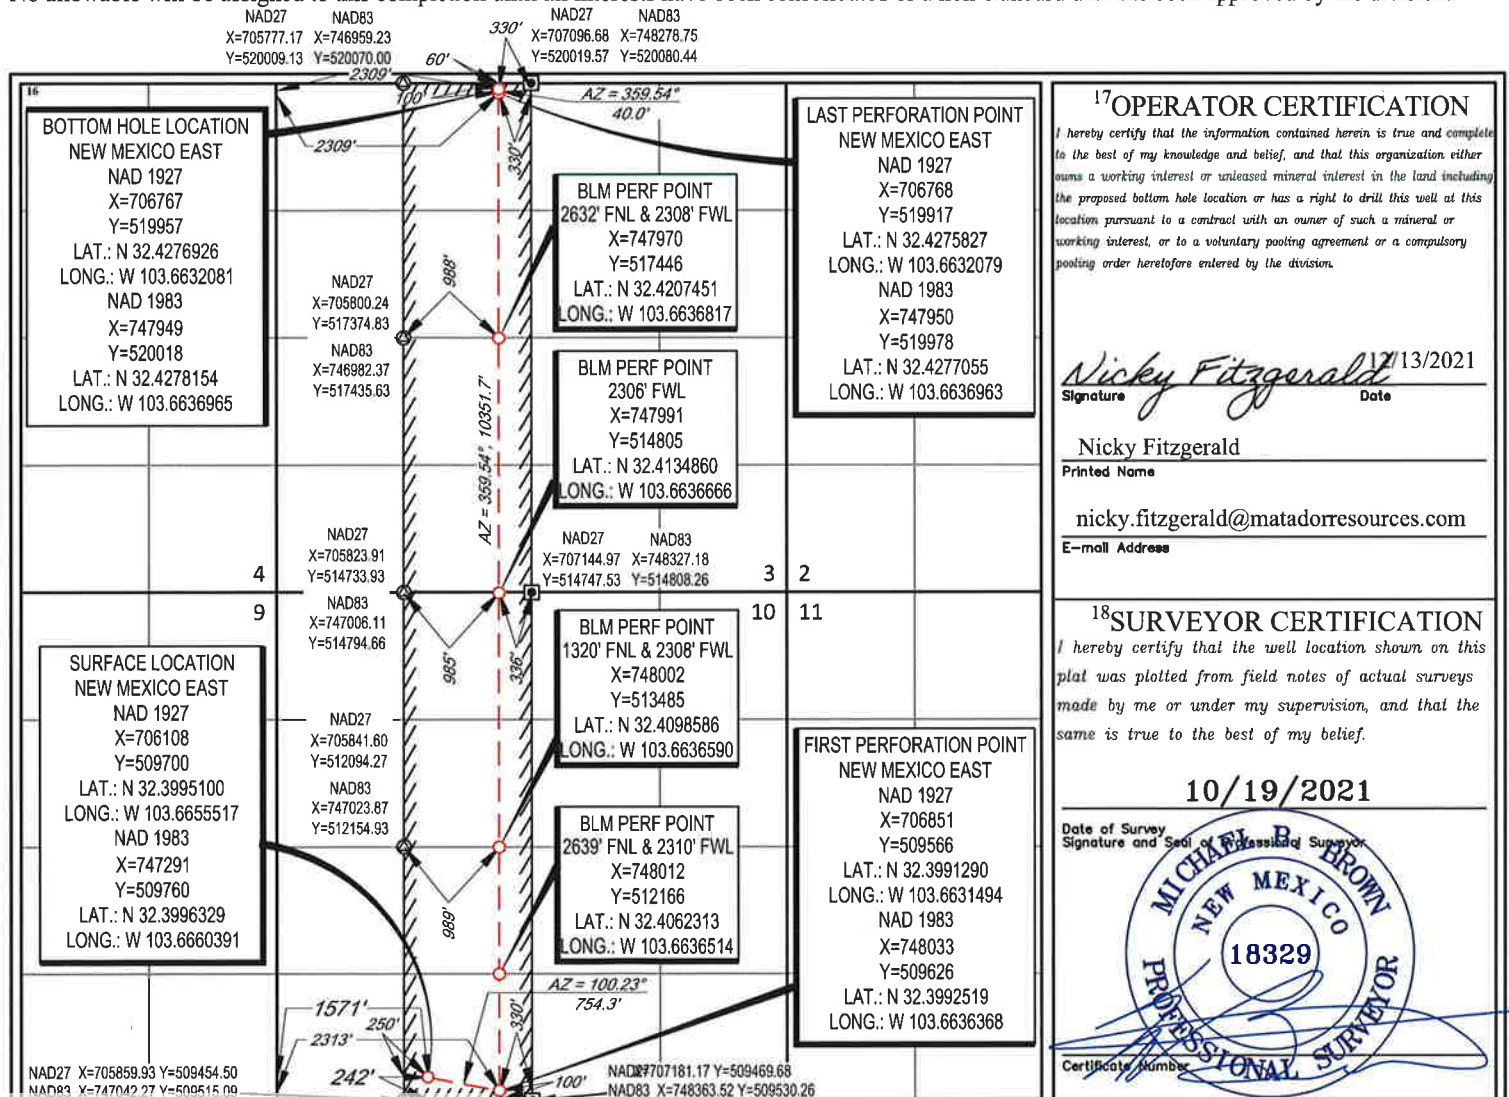 NAD27 NAD83
X=705777.17 X=746959.23
Y=520009.13 Y=520070.00
NAD27 NAD83
X=707096.68 X=748278.75
Y=520019.57 Y=520080.44
330'
60'
2309'
100'
AZ = 359.54°
40.0'
2309'
330'
16
BOTTOM HOLE LOCATION
NEW MEXICO EAST
NAD 1927
X=706767
Y=519957
LAT.: N 32.4276926
LONG.: W 103.6632081
NAD 1983
X=747949
Y=520018
LAT.: N 32.4278154
LONG.: W 103.6636965
BLM PERF POINT
2632' FNL & 2308' FWL
X=747970
Y=517446
LAT.: N 32.4207451
LONG.: W 103.6636817
LAST PERFORATION POINT
NEW MEXICO EAST
NAD 1927
X=706768
Y=519917
LAT.: N 32.4275827
LONG.: W 103.6632079
NAD 1983
X=747950
Y=519978
LAT.: N 32.4277055
LONG.: W 103.6636963
988'
NAD27
X=705800.24
Y=517374.83
NAD83
X=746982.37
Y=517435.63
BLM PERF POINT
2306' FWL
X=747991
Y=514805
LAT.: N 32.4134860
LONG.: W 103.6636666
AZ = 359.54°, 10351.7'
NAD27
X=705823.91
Y=514733.93
NAD83
X=747006.11
Y=514794.66
NAD27 NAD83
X=707144.97 X=748327.18
Y=514747.53 Y=514808.26
4
9
3 2
10 11
985'
336'
BLM PERF POINT
1320' FNL & 2308' FWL
X=748002
Y=513485
LAT.: N 32.4098586
LONG.: W 103.6636590
SURFACE LOCATION
NEW MEXICO EAST
NAD 1927
X=706108
Y=509700
LAT.: N 32.3995100
LONG.: W 103.6655517
NAD 1983
X=747291
Y=509760
LAT.: N 32.3996329
LONG.: W 103.6660391
NAD27
X=705841.60
Y=512094.27
NAD83
X=747023.87
Y=512154.93
BLM PERF POINT
2639' FNL & 2310' FWL
X=748012
Y=512166
LAT.: N 32.4062313
LONG.: W 103.6636514
FIRST PERFORATION POINT
NEW MEXICO EAST
NAD 1927
X=706851
Y=509566
LAT.: N 32.3991290
LONG.: W 103.6631494
NAD 1983
X=748033
Y=509626
LAT.: N 32.3992519
LONG.: W 103.6636368
989'
AZ = 100.23°
754.3'
330'
1571'
250'
2313'
242'
100'
NAD27 X=705859.93 Y=509454.50
NAD83 X=747042.27 Y=509515.09
707181.17 Y=509469.68
NAD83 X=748363.52 Y=509530.26
17OPERATOR CERTIFICATION
I hereby certify that the information contained herein is true and complete
to the best of my knowledge and belief, and that this organization either
owns a working interest or unleased mineral interest in the land including
the proposed bottom hole location or has a right to drill this well at this
location pursuant to a contract with an owner of such a mineral or
working interest, or to a voluntary pooling agreement or a compulsory
pooling order heretofore entered by the division.
Nicky Fitzgerald 12/13/2021
Signature Date
Nicky Fitzgerald
Printed Name
nicky.fitzgerald@matadorresources.com
E-mail Address
18SURVEYOR CERTIFICATION
I hereby certify that the well location shown on this
plat was plotted from field notes of actual surveys
made by me or under my supervision, and that the
same is true to the best of my belief.
10/19/2021
Date of Survey
Signature and Seal of Professional Surveyor
MICHAEL B. BROWN
NEW MEXICO
18329
PROFESSIONAL SURVEYOR
Certificate Number